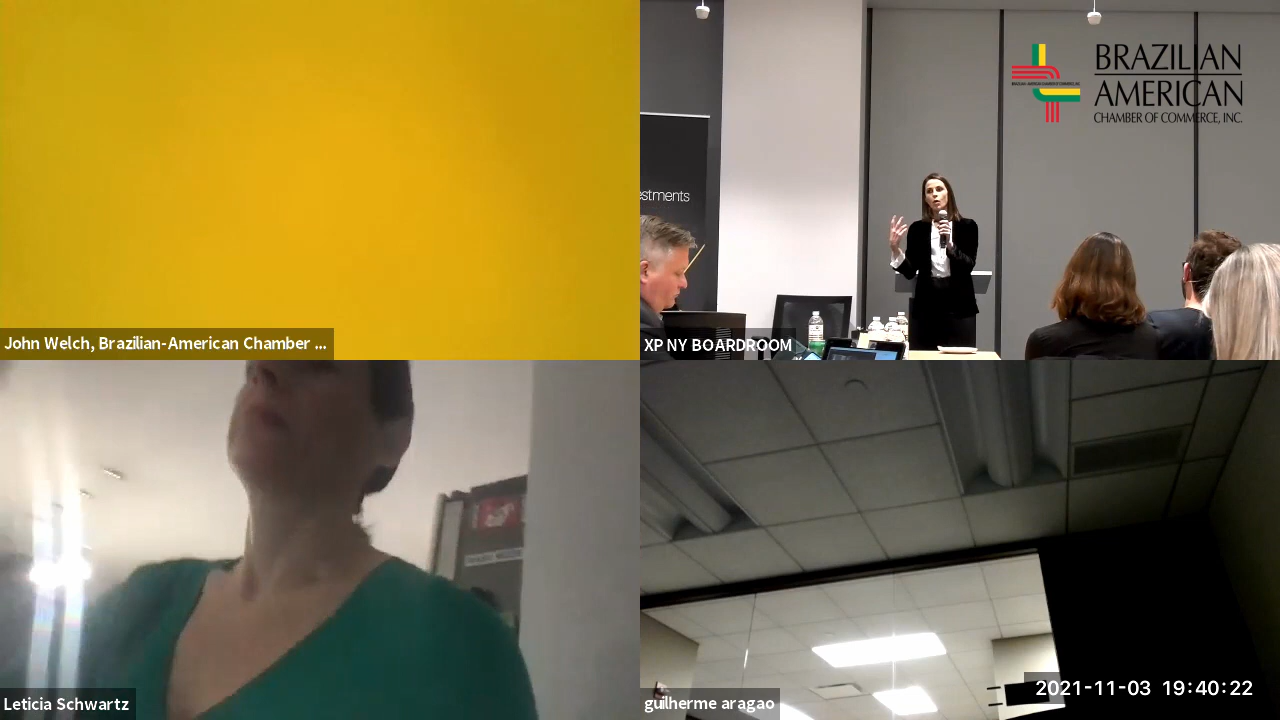 BRAZILIAN
AMERICAN
CHAMBER OF COMMERCE, INC.
estments
John Welch, Brazilian-American Chamber ...
XP NY BOARDROOM
Leticia Schwartz
guilherme aragao
2021-11-03 19:40:22